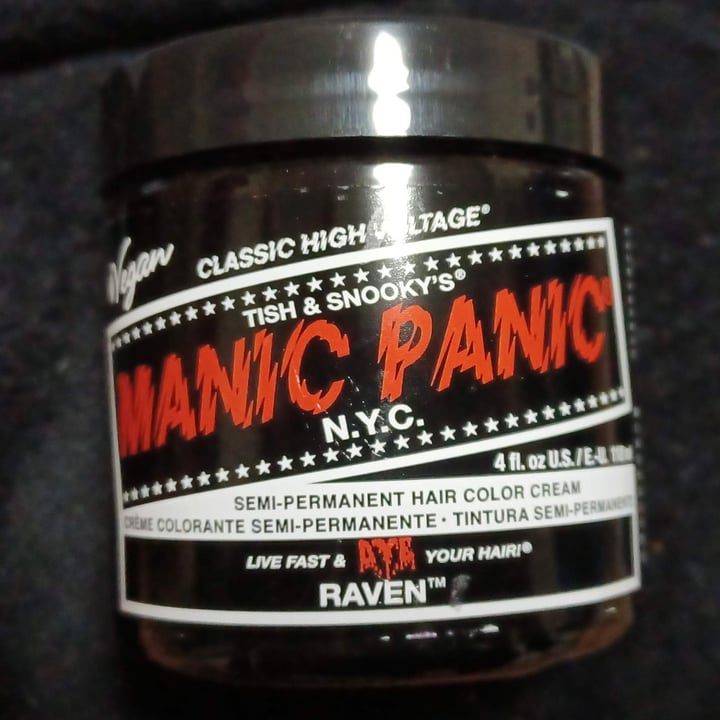 Vegan
CLASSIC HIGH VOLTAGE®
TISH & SNOOKY'S®
MANIC PANIC®
N.Y.C.
4 fl. oz U.S./E-U. 118ml
SEMI-PERMANENT HAIR COLOR CREAM
CRÈME COLORANTE SEMI-PERMANENTE • TINTURA SEMI-PERMANENTE
LIVE FAST & DYE YOUR HAIR!®
RAVEN™